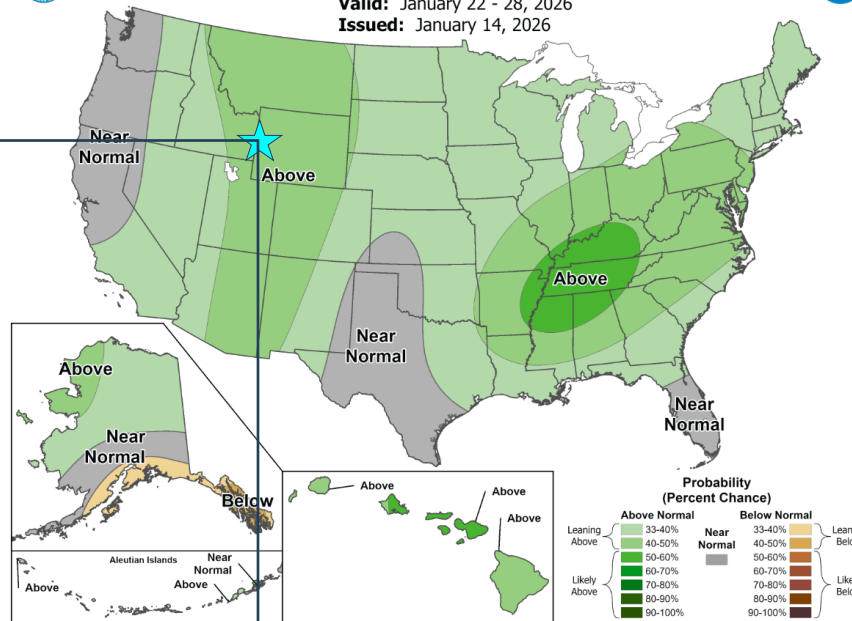 Valid: January 22 - 28, 2026
Issued: January 14, 2026
Near
Normal
Above
Above
Near
Normal
Near
Normal
Above
Near
Normal
Below
Aleutian Islands
Near
Normal
Above
Above
Above
Above
Above
Probability
(Percent Chance)
Above Normal
Below Normal
Leaning
Above
33-40%
40-50%
50-60%
60-70%
70-80%
80-90%
90-100%
Likely
Above
Near
Normal
33-40%
40-50%
50-60%
60-70%
70-80%
80-90%
90-100%